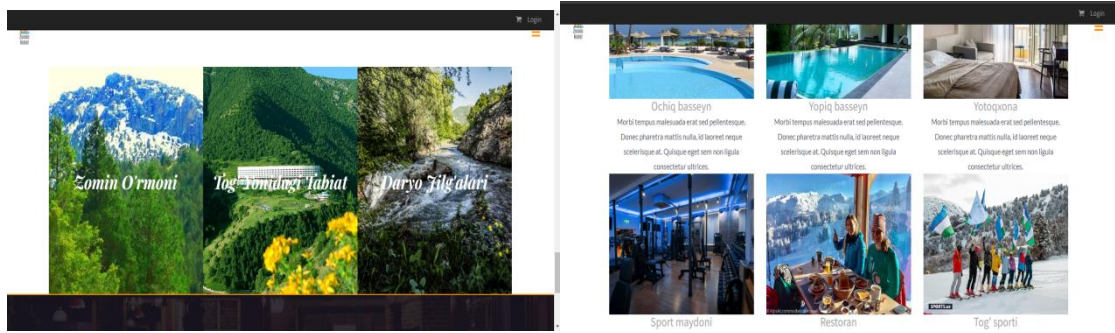 Login
Zomin O'rmoni
Tog' Yonidagi Tabiat
Daryo Jilg'alari
Login
Ochiq basseyn
Morbi tempus malesuada erat sed pellentesque.
Donec pharetra mattis nulla, id laoreet neque
scelerisque at. Quisque eget sem non ligula
consectetur ultrices.
Yopiq basseyn
Morbi tempus malesuada erat sed pellentesque.
Donec pharetra mattis nulla, id laoreet neque
scelerisque at. Quisque eget sem non ligula
consectetur ultrices.
Yotoqxona
Morbi tempus malesuada erat sed pellentesque.
Donec pharetra mattis nulla, id laoreet neque
scelerisque at. Quisque eget sem non ligula
consectetur ultrices.
SPORTS.uz
Sport maydoni
Restoran
Tog' sporti